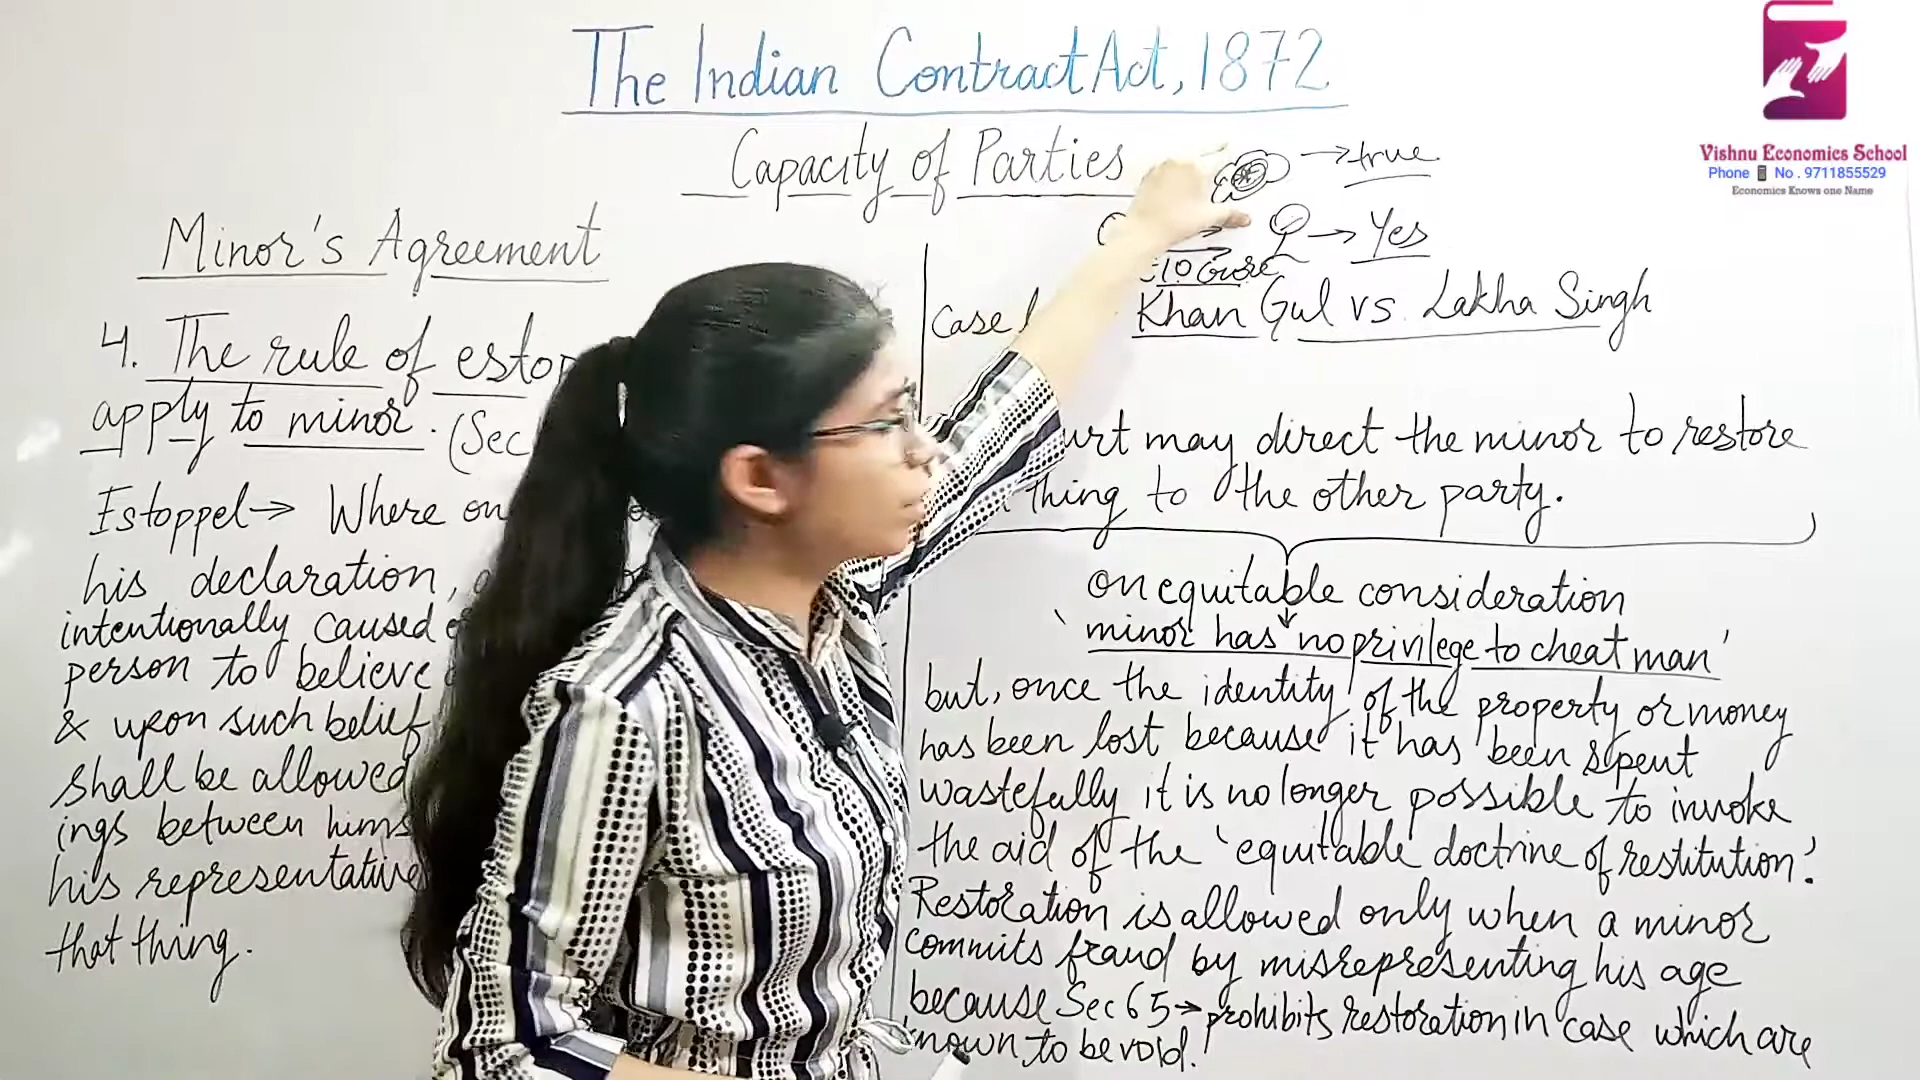 The Indian Contract Act, 1872
Capacity of Parties
→ true
→ Yes
10 Crore
Minor's Agreement
4. The rule of
apply to minor. (Sec
Estoppel → Where
his declaration,
intentionally caused
person to believe
& upon such belief
shall be allowed
ings between
his representative
that thing.
Case
Khan Gul vs. Lakha Singh
may direct the minor to restore
thing to the other party.
on equitable consideration
'minor has no privilege to cheat man'
but, once the identity of the property or money
has been lost because it has been spent
wastefully it is no longer possible to invoke
the aid of the 'equitable doctrine of restitution'.
Restoration is allowed only when a minor
commits fraud by misrepresenting his age
because Sec 65 → prohibits restoration in case which are
known to be void.
Vishnu Economics School
Phone No. 9711855529
Economics Knows one Name